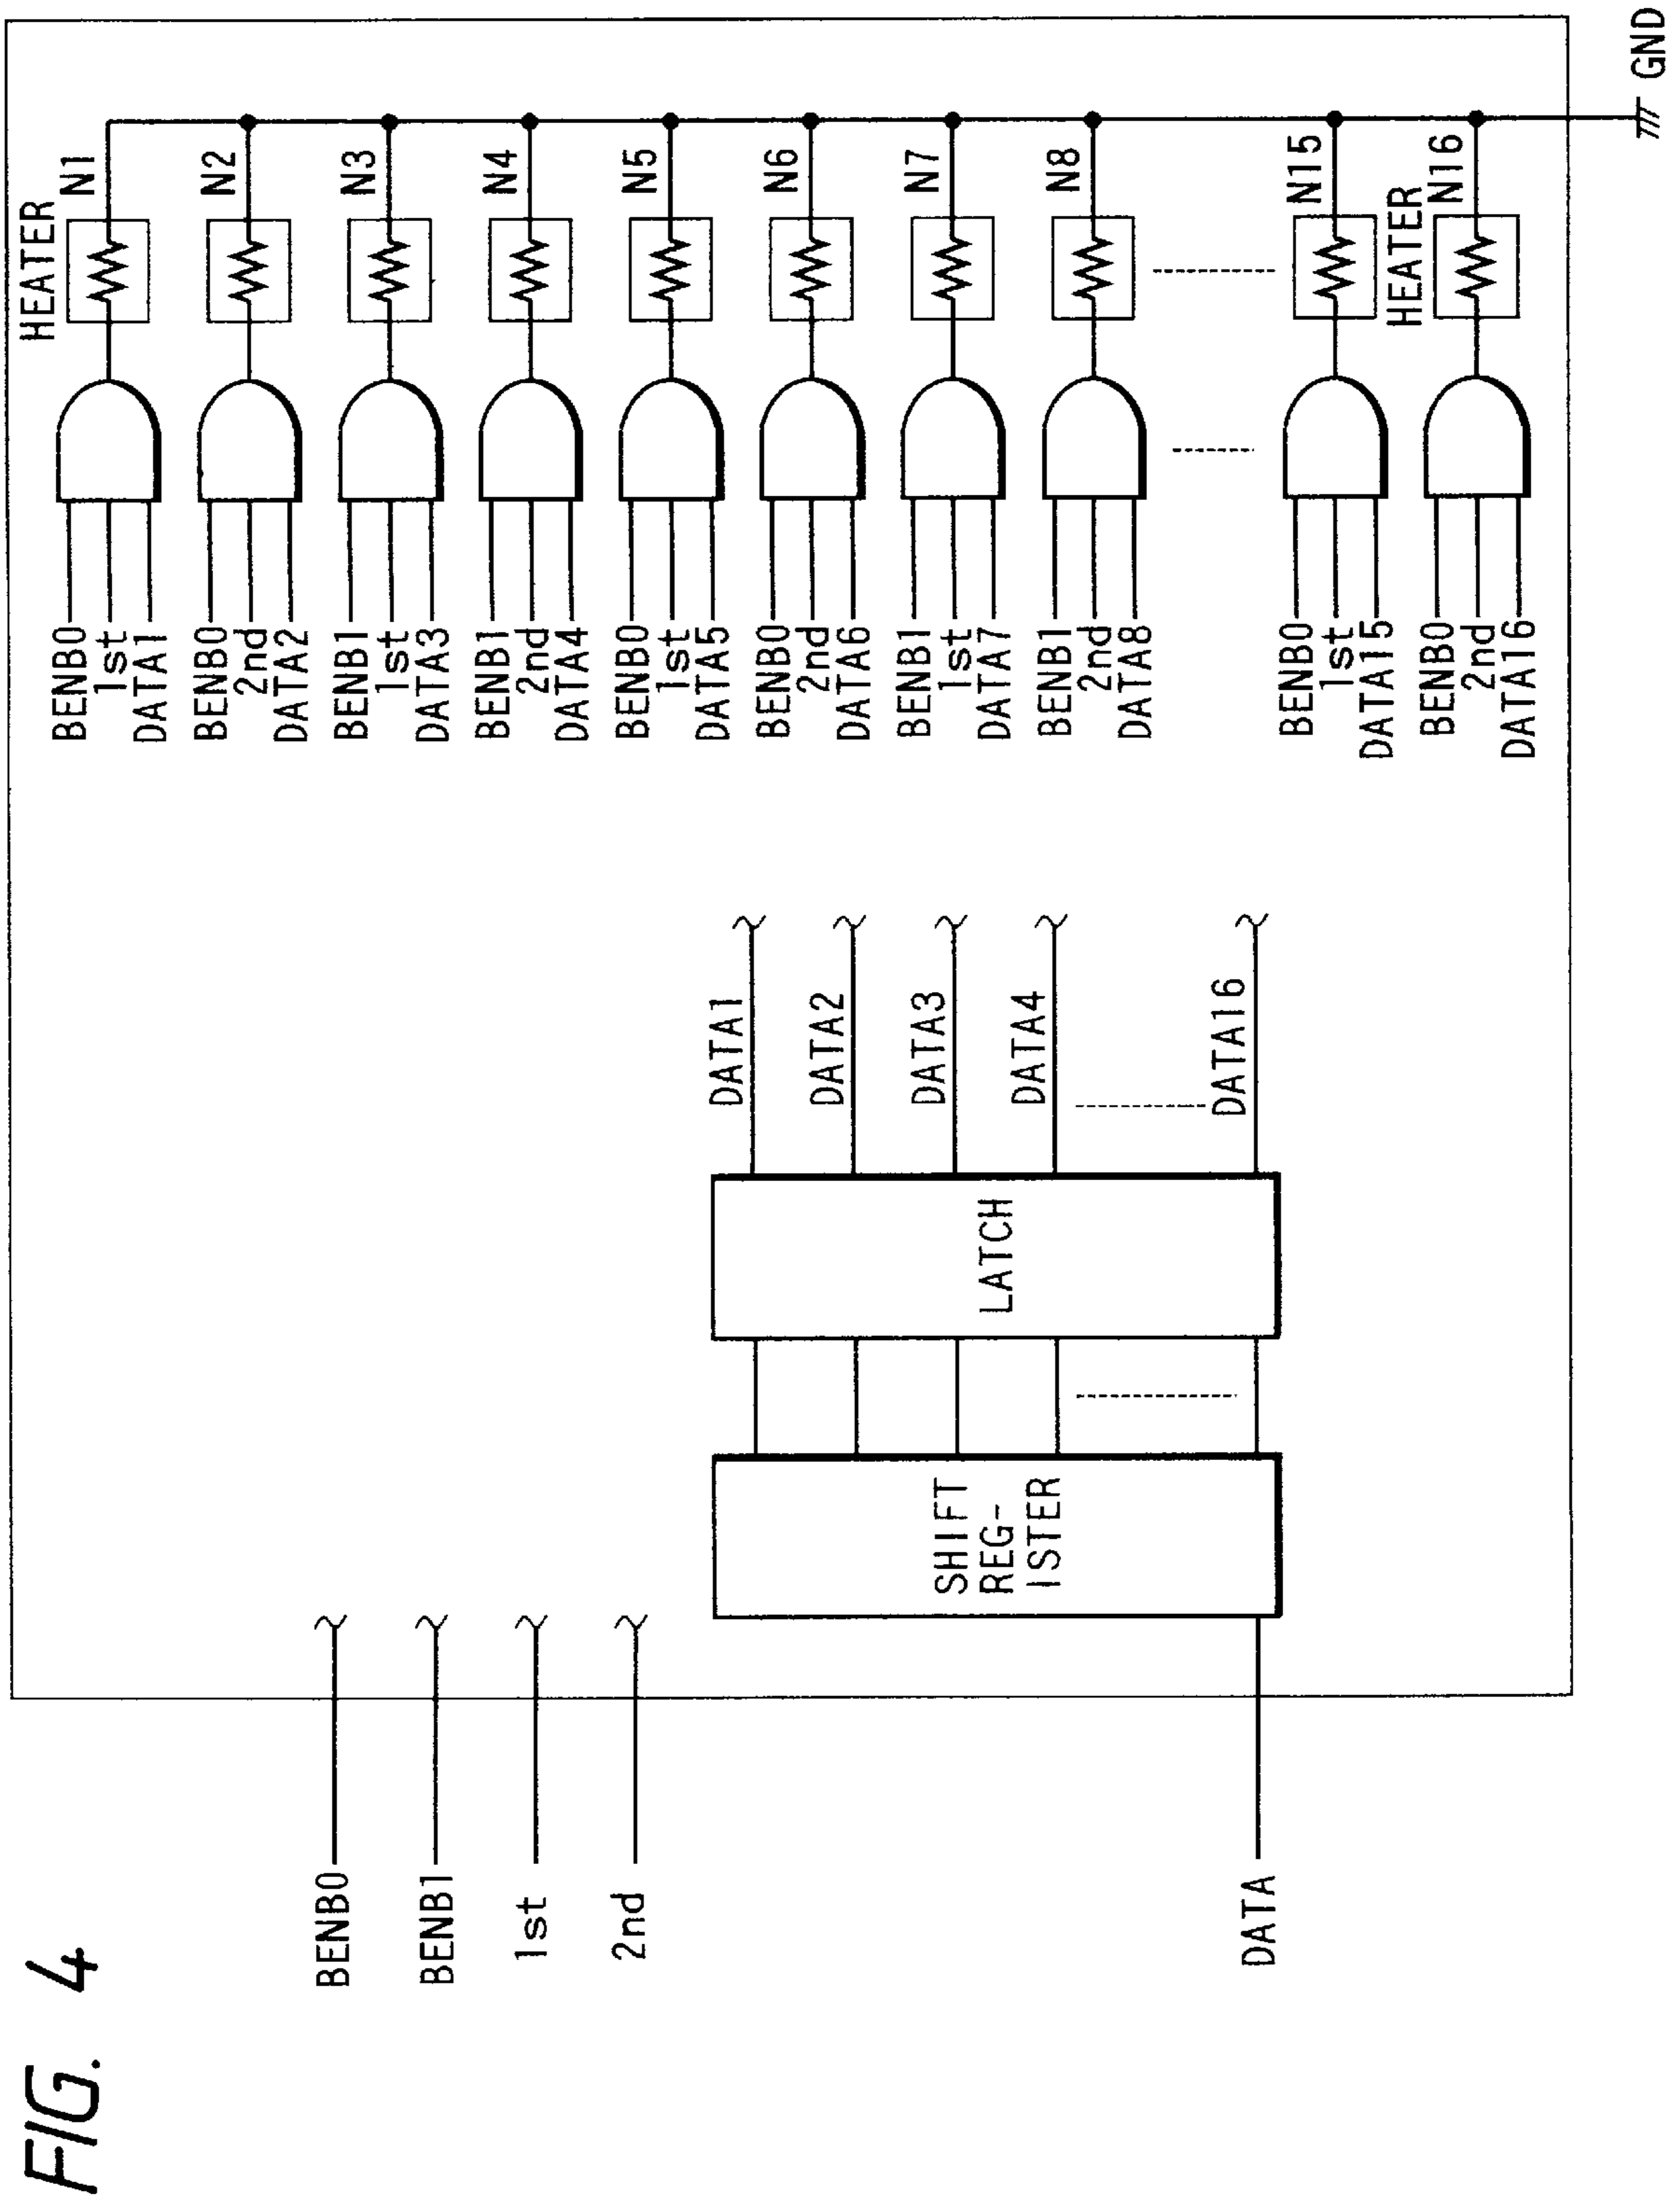 FIG. 4
BENB0
BENB1
1st
2nd
DATA
SHIFT
REG-
ISTER
LATCH
DATA1
DATA2
DATA3
DATA4
DATA16
BENB0
1st
DATA1
BENB0
2nd
DATA2
BENB1
1st
DATA3
BENB1
2nd
DATA4
BENB0
1st
DATA5
BENB0
2nd
DATA6
BENB1
1st
DATA7
BENB1
2nd
DATA8
BENB0
1st
DATA15
BENB0
2nd
DATA16
HEATER
N1
N2
N3
N4
N5
N6
N7
N8
N15
HEATER
N16
GND